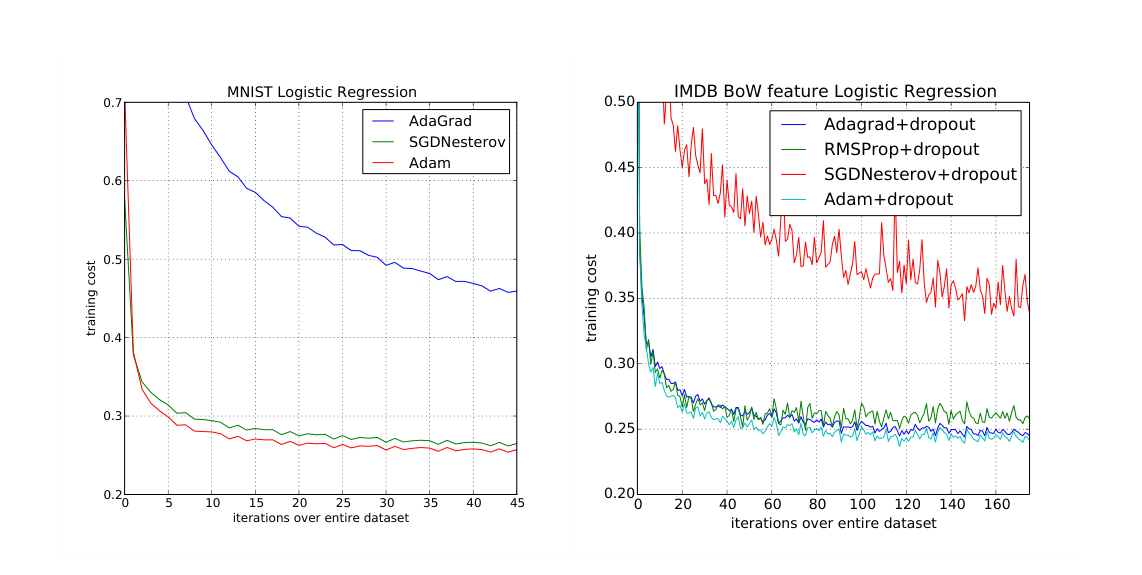 MNIST Logistic Regression
0.7
0.6
0.5
0.4
0.3
0.2
training cost
AdaGrad
SGDNesterov
Adam
0 5 10 15 20 25 30 35 40 45
iterations over entire dataset
IMDB BoW feature Logistic Regression
0.50
0.45
0.40
0.35
0.30
0.25
0.20
training cost
Adagrad+dropout
RMSProp+dropout
SGDNesterov+dropout
Adam+dropout
0 20 40 60 80 100 120 140 160
iterations over entire dataset